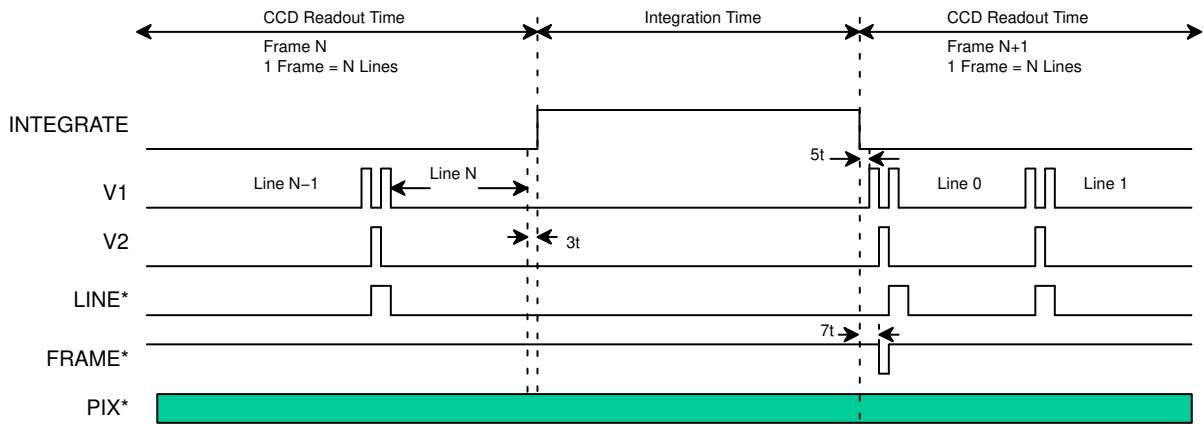 CCD Readout Time
Integration Time
CCD Readout Time
Frame N
1 Frame = N Lines
Frame N+1
1 Frame = N Lines
INTEGRATE
5t
V1
Line N−1
Line N
Line 0
Line 1
V2
3t
LINE*
7t
FRAME*
PIX*